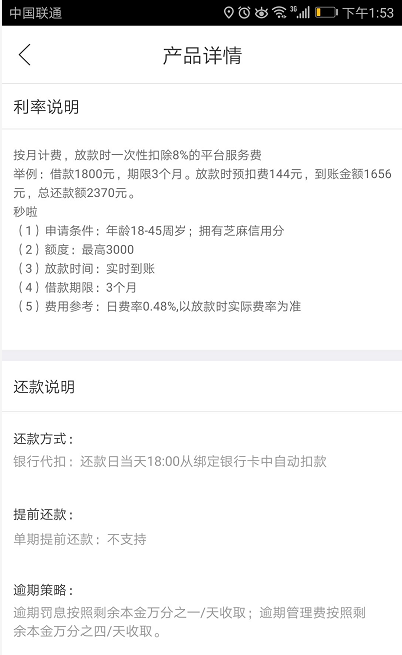 中国联通 3G 下午1:53
产品详情
利率说明
按月计费，放款时一次性扣除8%的平台服务费
举例：借款1800元，期限3个月。放款时预扣费144元，到账金额1656
元，总还款额2370元。
秒啦
（1）申请条件：年龄18-45周岁；拥有芝麻信用分
（2）额度：最高3000
（3）放款时间：实时到账
（4）借款期限：3个月
（5）费用参考：日费率0.48%,以放款时实际费率为准
还款说明
还款方式：
银行代扣：还款日当天18:00从绑定银行卡中自动扣款
提前还款：
单期提前还款：不支持
逾期策略：
逾期罚息按照剩余本金万分之一/天收取；逾期管理费按照剩
余本金万分之四/天收取。